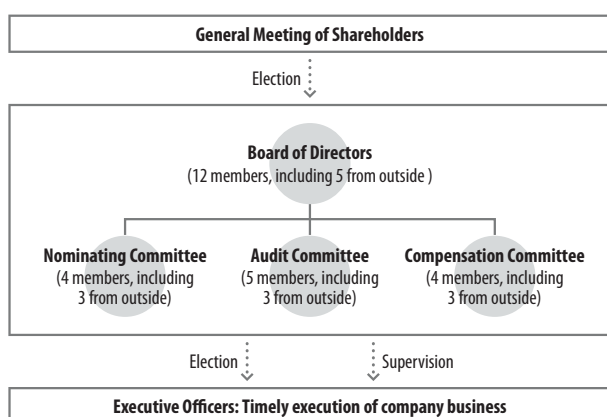 General Meeting of Shareholders
Election
Board of Directors
(12 members, including 5 from outside )
Nominating Committee
(4 members, including
3 from outside)
Audit Committee
(5 members, including
3 from outside)
Compensation Committee
(4 members, including
3 from outside)
Election
Supervision
Executive Officers: Timely execution of company business